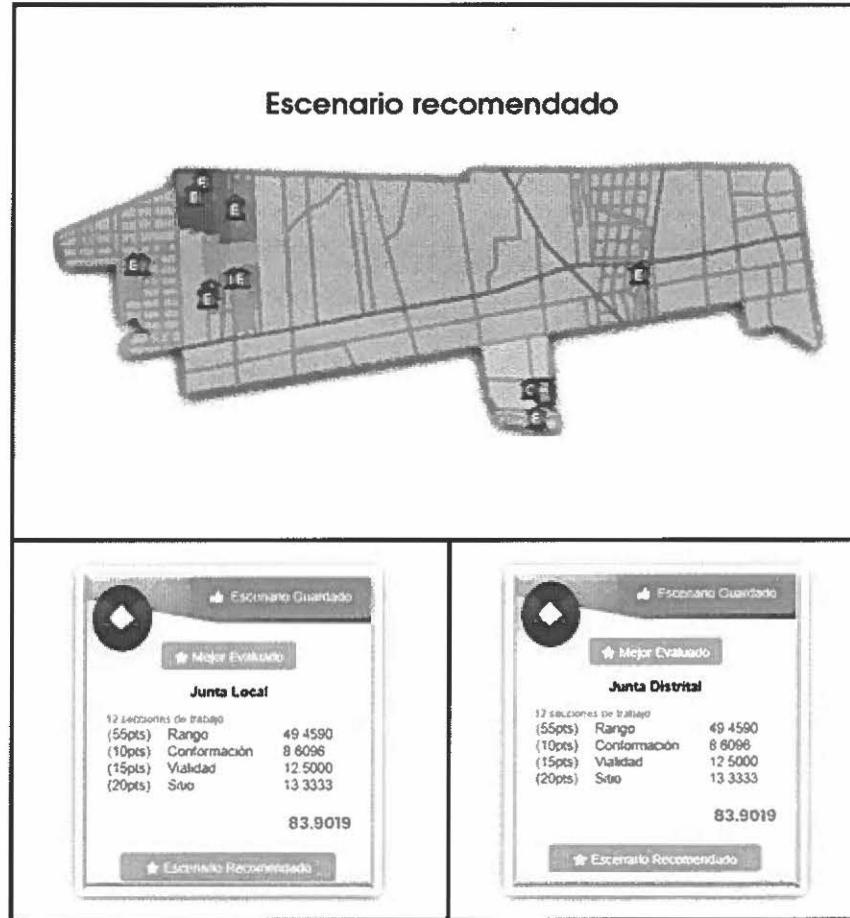 Escenario recomendado
E
E
E
E
E
E
E
E
Escenario Guardado
Mejor Evaluado
Junta Local
12 secciones de trabajo
(55pts) Rango 49 4590
(10pts) Conformación 8 6096
(15pts) Vialidad 12 5000
(20pts) Sitio 13 3333
83.9019
Escenario Recomendado
Escenario Guardado
Mejor Evaluado
Junta Distrital
12 secciones de trabajo
(55pts) Rango 49 4590
(10pts) Conformación 8 6096
(15pts) Vialidad 12 5000
(20pts) Sitio 13 3333
83.9019
Escenario Recomendado